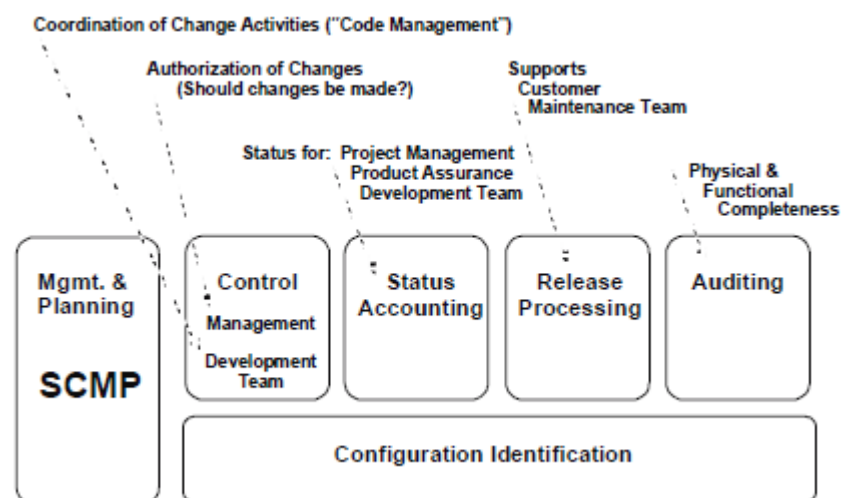 Coordination of Change Activities ("Code Management")
Authorization of Changes
(Should changes be made?)
Supports
Customer
Maintenance Team
Status for: Project Management
Product Assurance
Development Team
Physical &
Functional
Completeness
Mgmt. &
Planning
SCMP
Control
Management
Development
Team
Status
Accounting
Release
Processing
Auditing
Configuration Identification